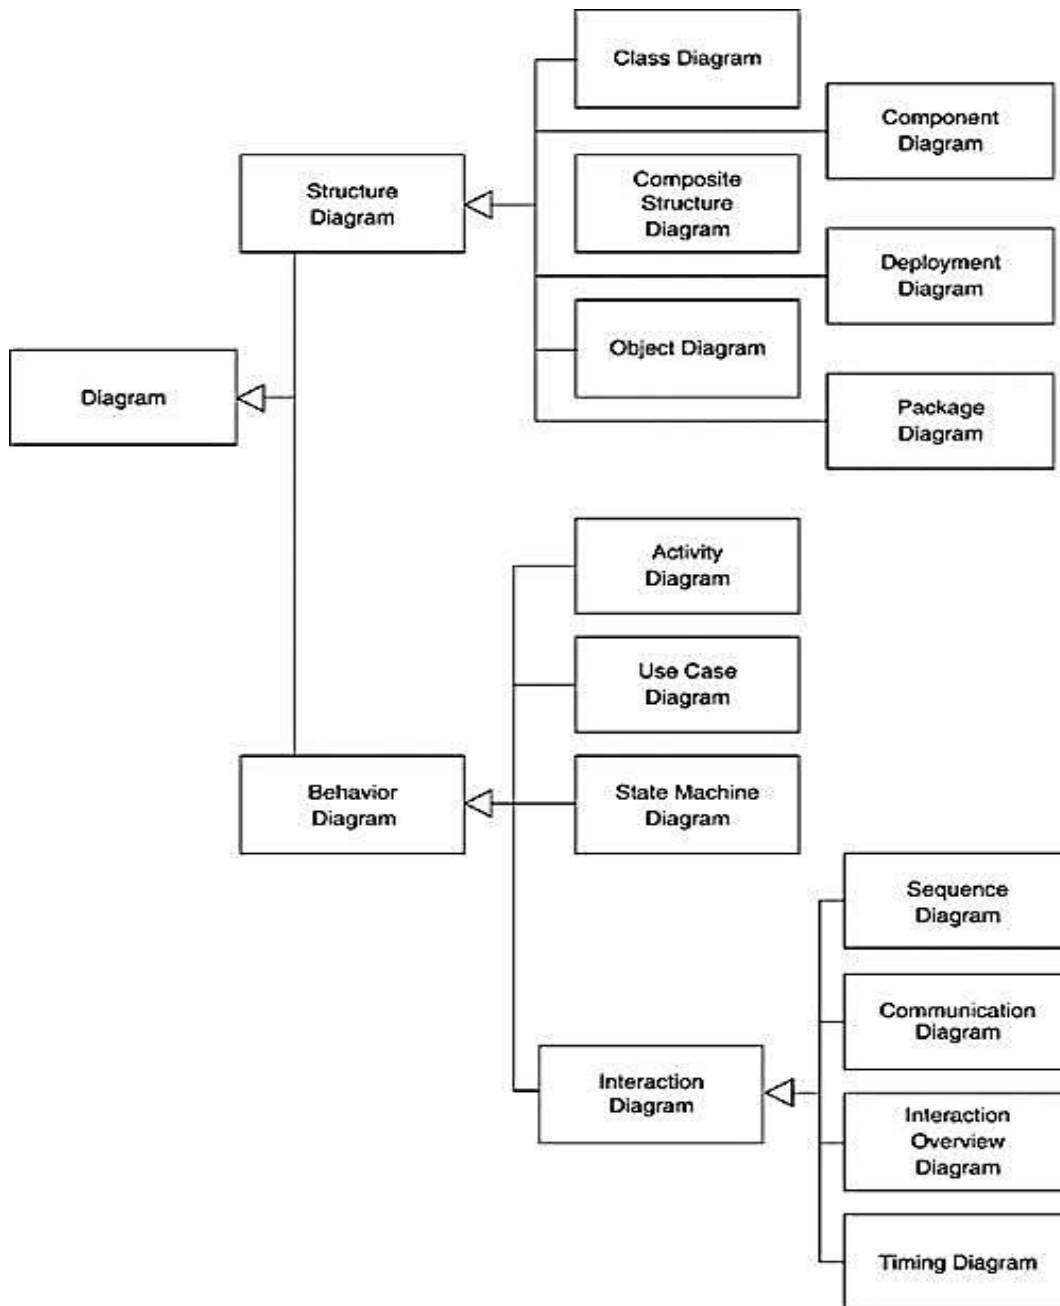 Class Diagram
Component
Diagram
Structure
Diagram
Composite
Structure
Diagram
Deployment
Diagram
Object Diagram
Diagram
Package
Diagram
Activity
Diagram
Use Case
Diagram
Behavior
Diagram
State Machine
Diagram
Sequence
Diagram
Communication
Diagram
Interaction
Diagram
Interaction
Overview
Diagram
Timing Diagram